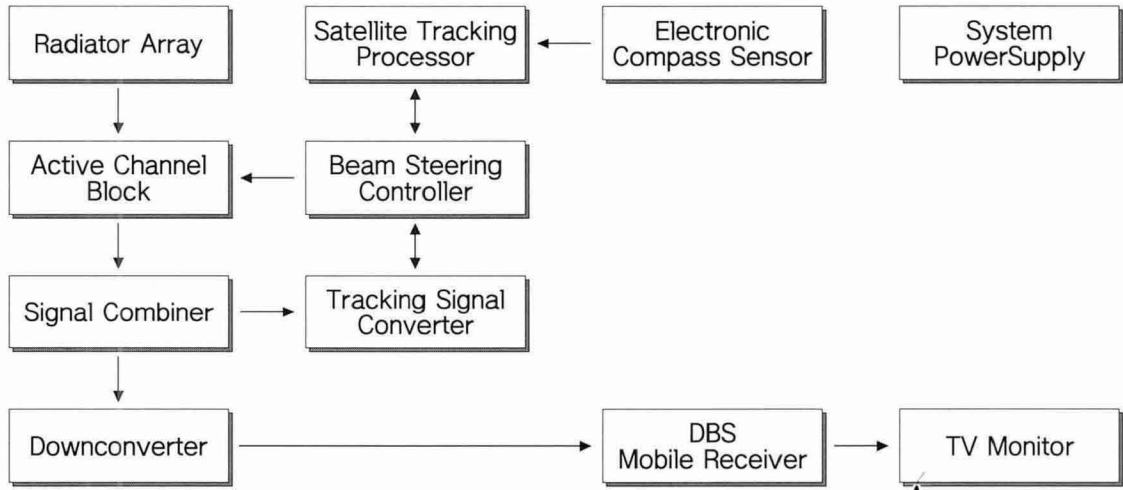 Radiator Array
Satellite Tracking
Processor
Electronic
Compass Sensor
System
PowerSupply
Active Channel
Block
Beam Steering
Controller
Signal Combiner
Tracking Signal
Converter
Downconverter
DBS
Mobile Receiver
TV Monitor